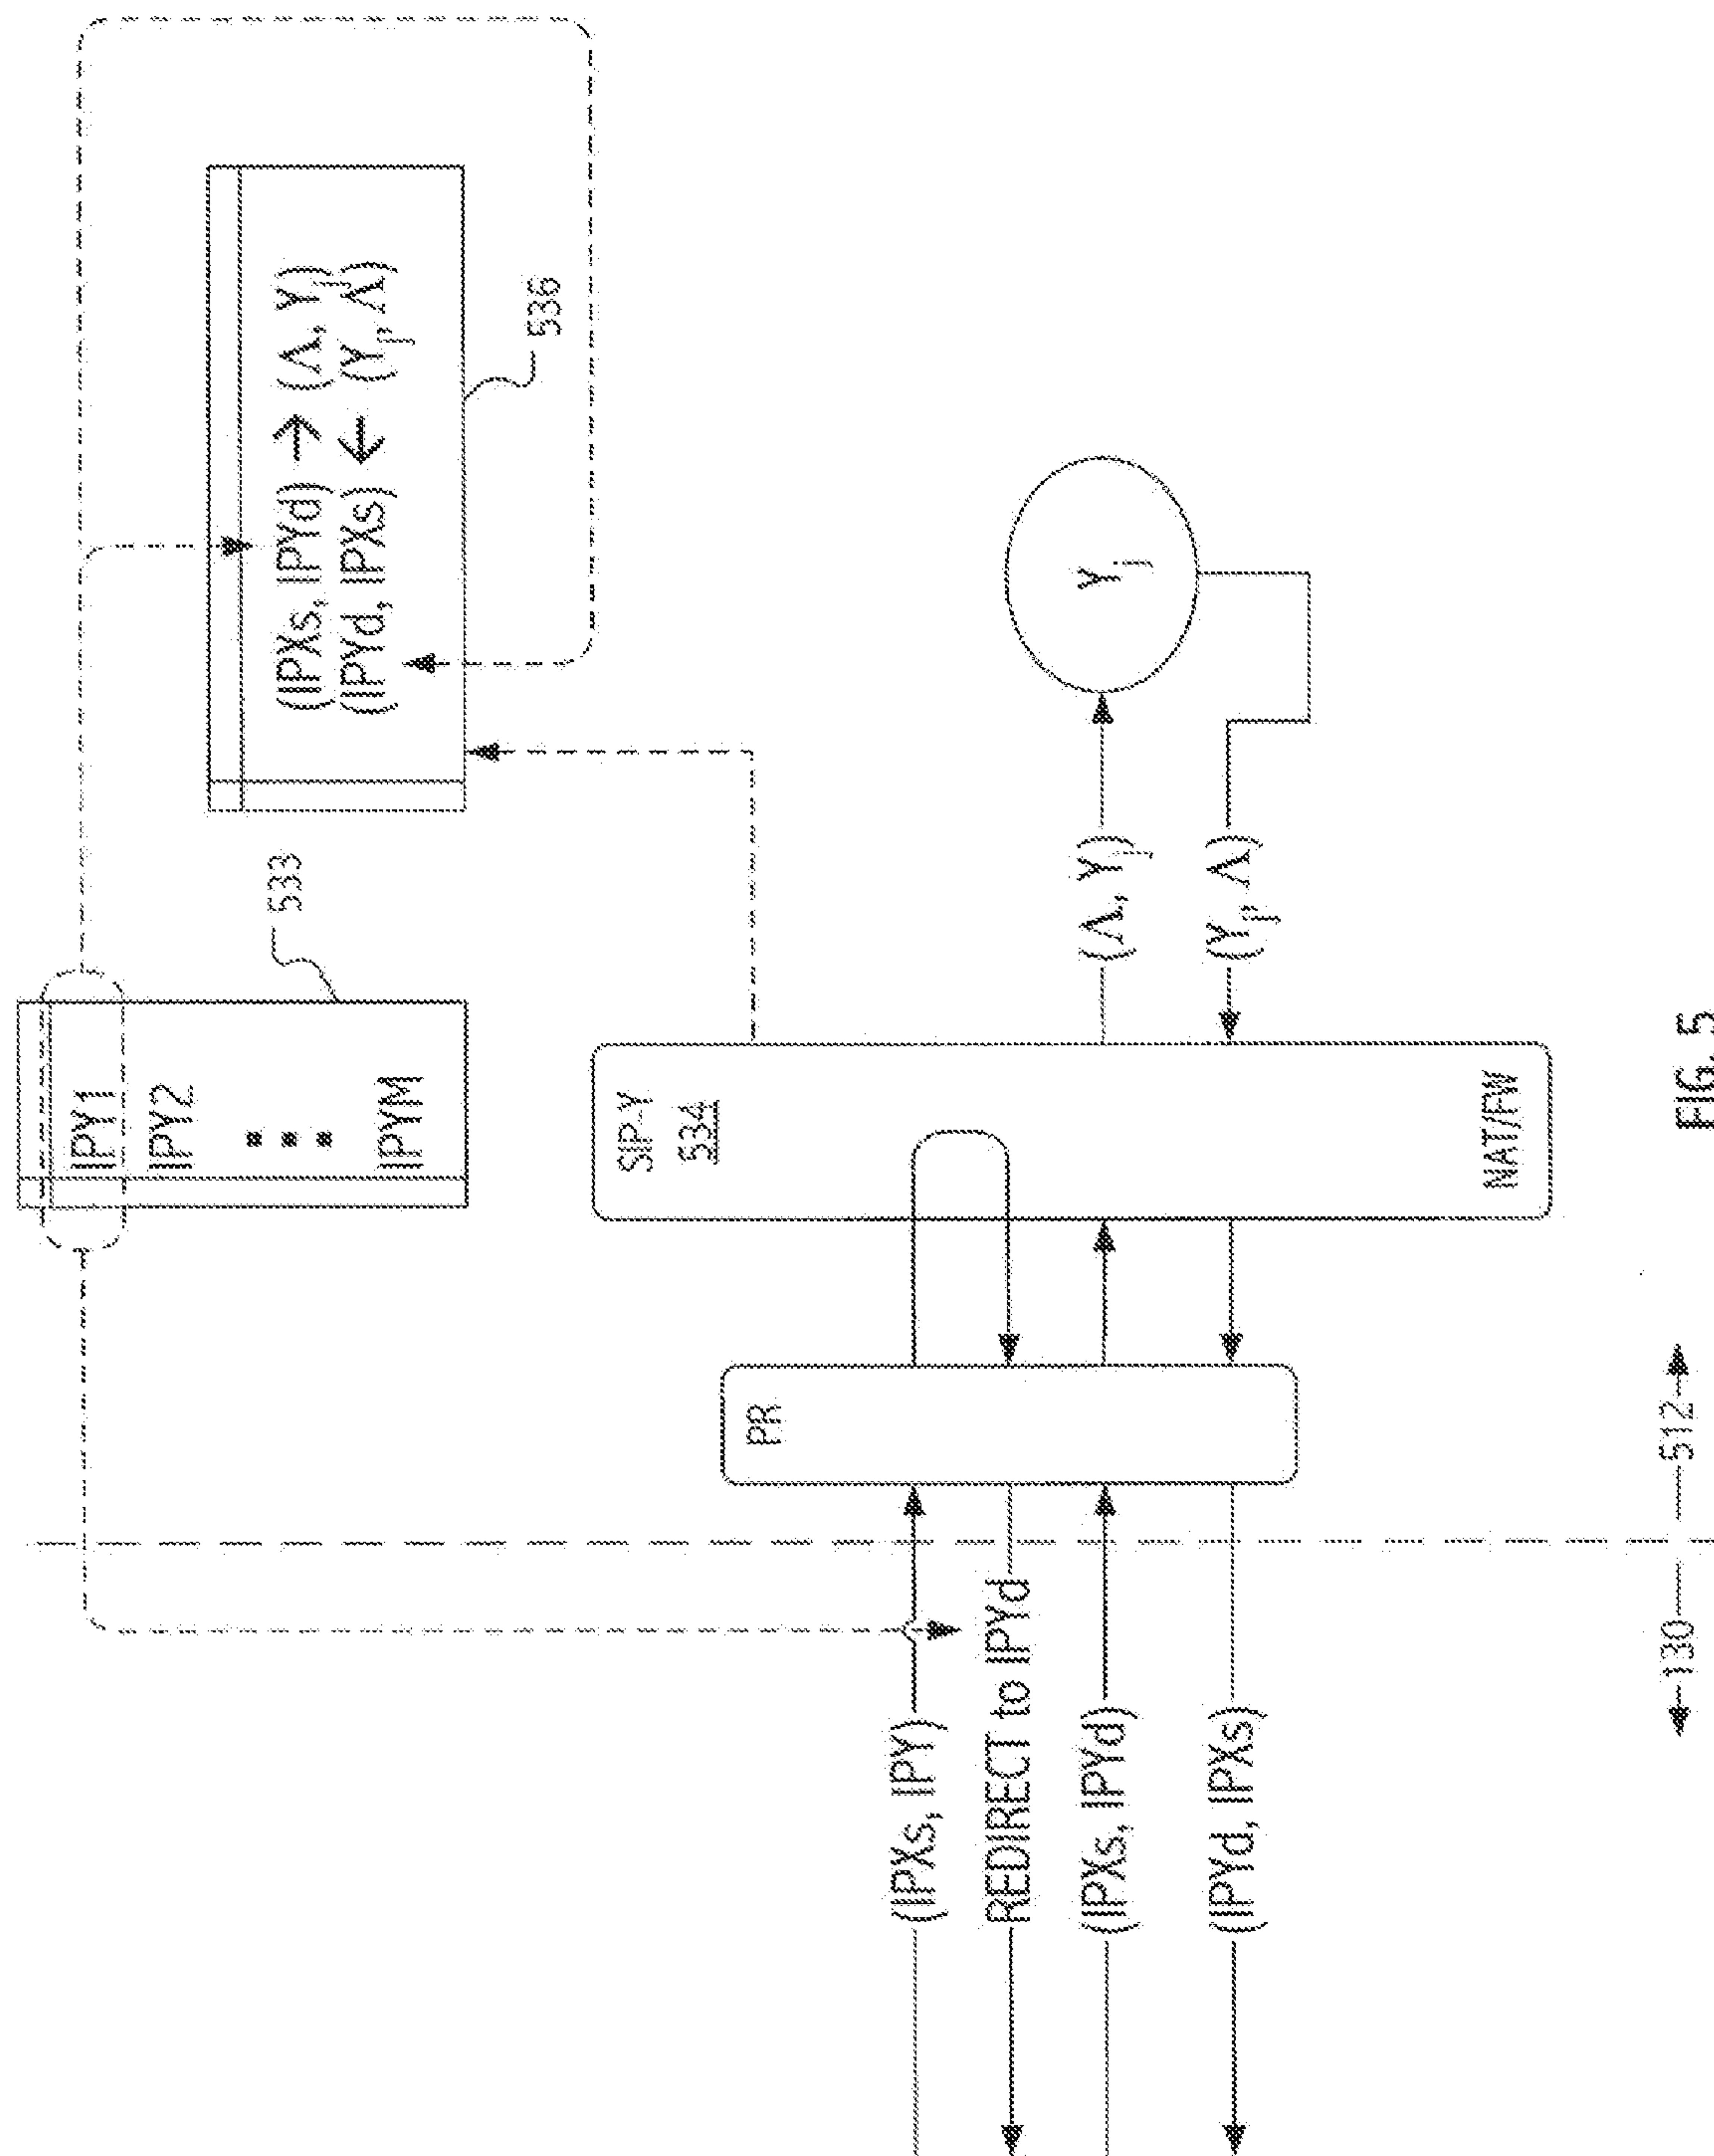 IPY1
IPY2
IPYM
533
(IPXs, IPYd) → (Λ, Yj)
(IPYd, IPXs) ← (Yj, Λ)
536
SIP-Y
534
NAT/FW
PR
(IPXs, IPY)
REDIRECT to IPYd
(IPXs, IPYd)
(IPYd, IPXs)
(Λ, Yj)
(Yj, Λ)
Yj
130
512
FIG. 5